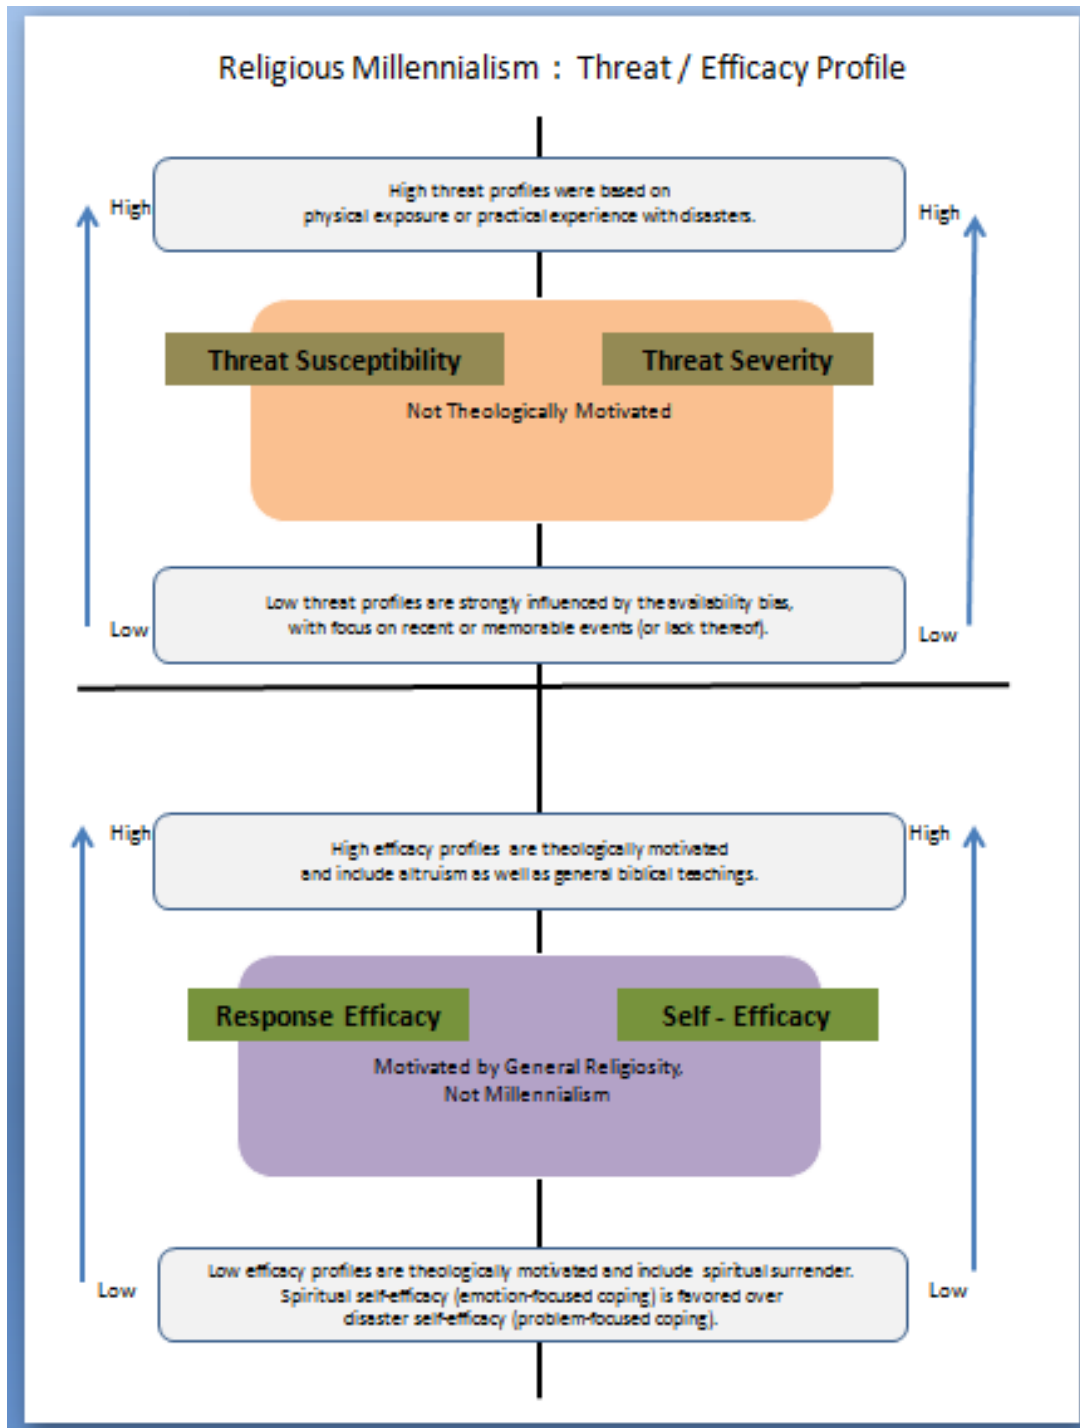 Religious Millennialism : Threat / Efficacy Profile
High threat profiles were based on
physical exposure or practical experience with disasters.
High
High
Threat Susceptibility
Threat Severity
Not Theologically Motivated
Low threat profiles are strongly influenced by the availability bias,
with focus on recent or memorable events (or lack thereof).
Low
Low
High
High
High efficacy profiles are theologically motivated
and include altruism as well as general biblical teachings.
Response Efficacy
Self - Efficacy
Motivated by General Religiosity,
Not Millennialism
Low efficacy profiles are theologically motivated and include spiritual surrender.
Spiritual self-efficacy (emotion-focused coping) is favored over
disaster self-efficacy (problem-focused coping).
Low
Low